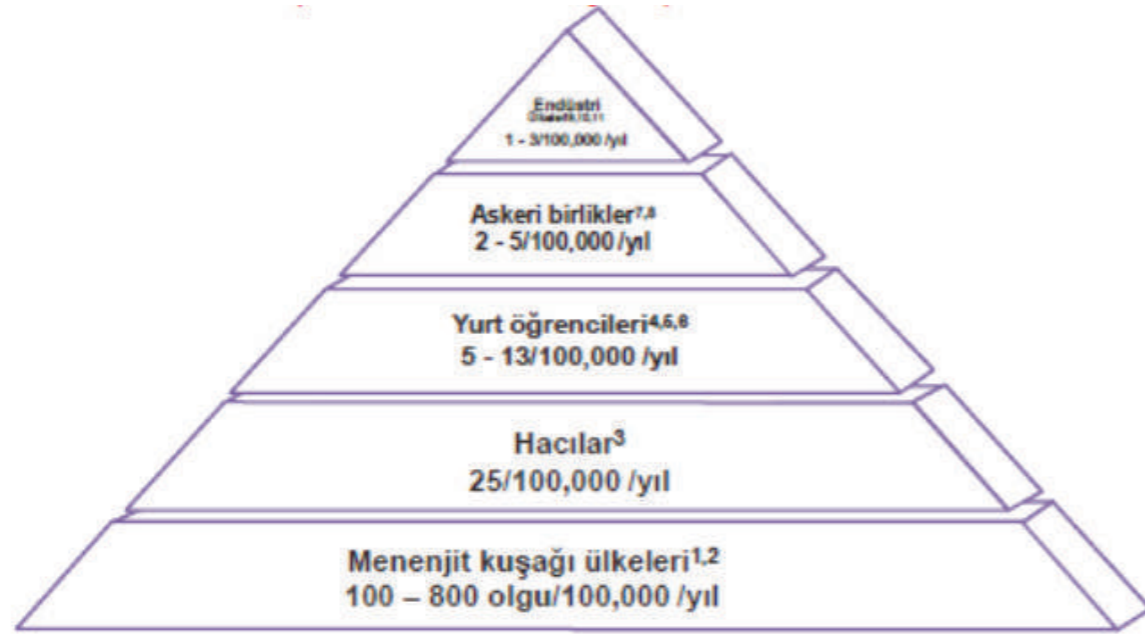 Endüstri
1 - 3/100,000 /yıl
Askeri birlikler⁷,⁸
2 - 5/100,000 /yıl
Yurt öğrencileri⁴,⁵,⁶
5 - 13/100,000 /yıl
Hacılar³
25/100,000 /yıl
Menenjit kuşağı ülkeleri¹,²
100 – 800 olgu/100,000 /yıl